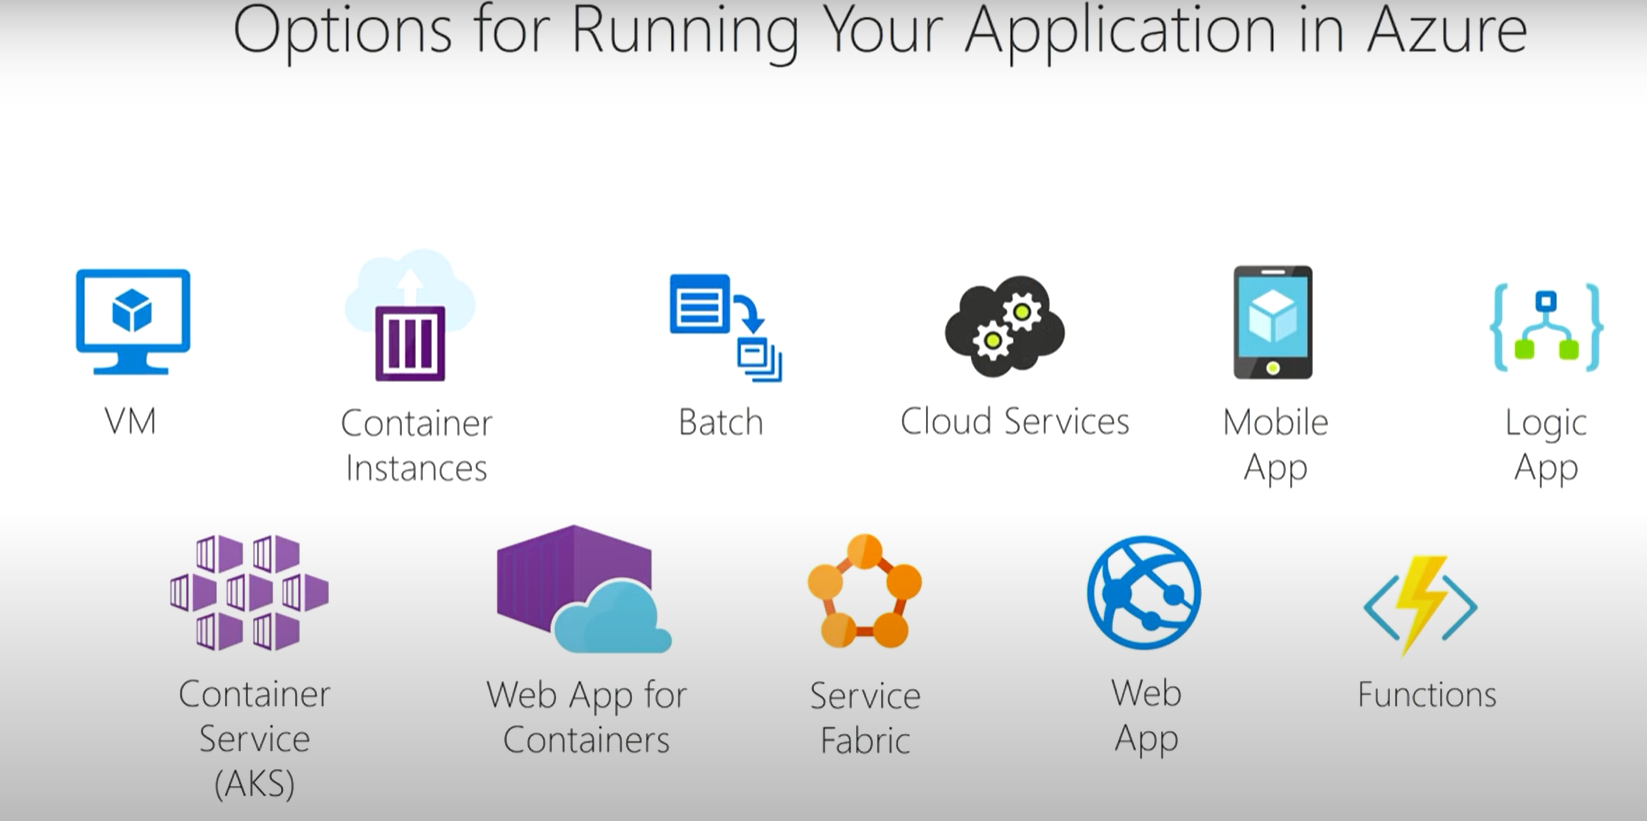 Options for Running Your Application in Azure
VM
Container
Instances
Batch
Cloud Services
Mobile
App
Logic
App
Container
Service
(AKS)
Web App for
Containers
Service
Fabric
Web
App
Functions